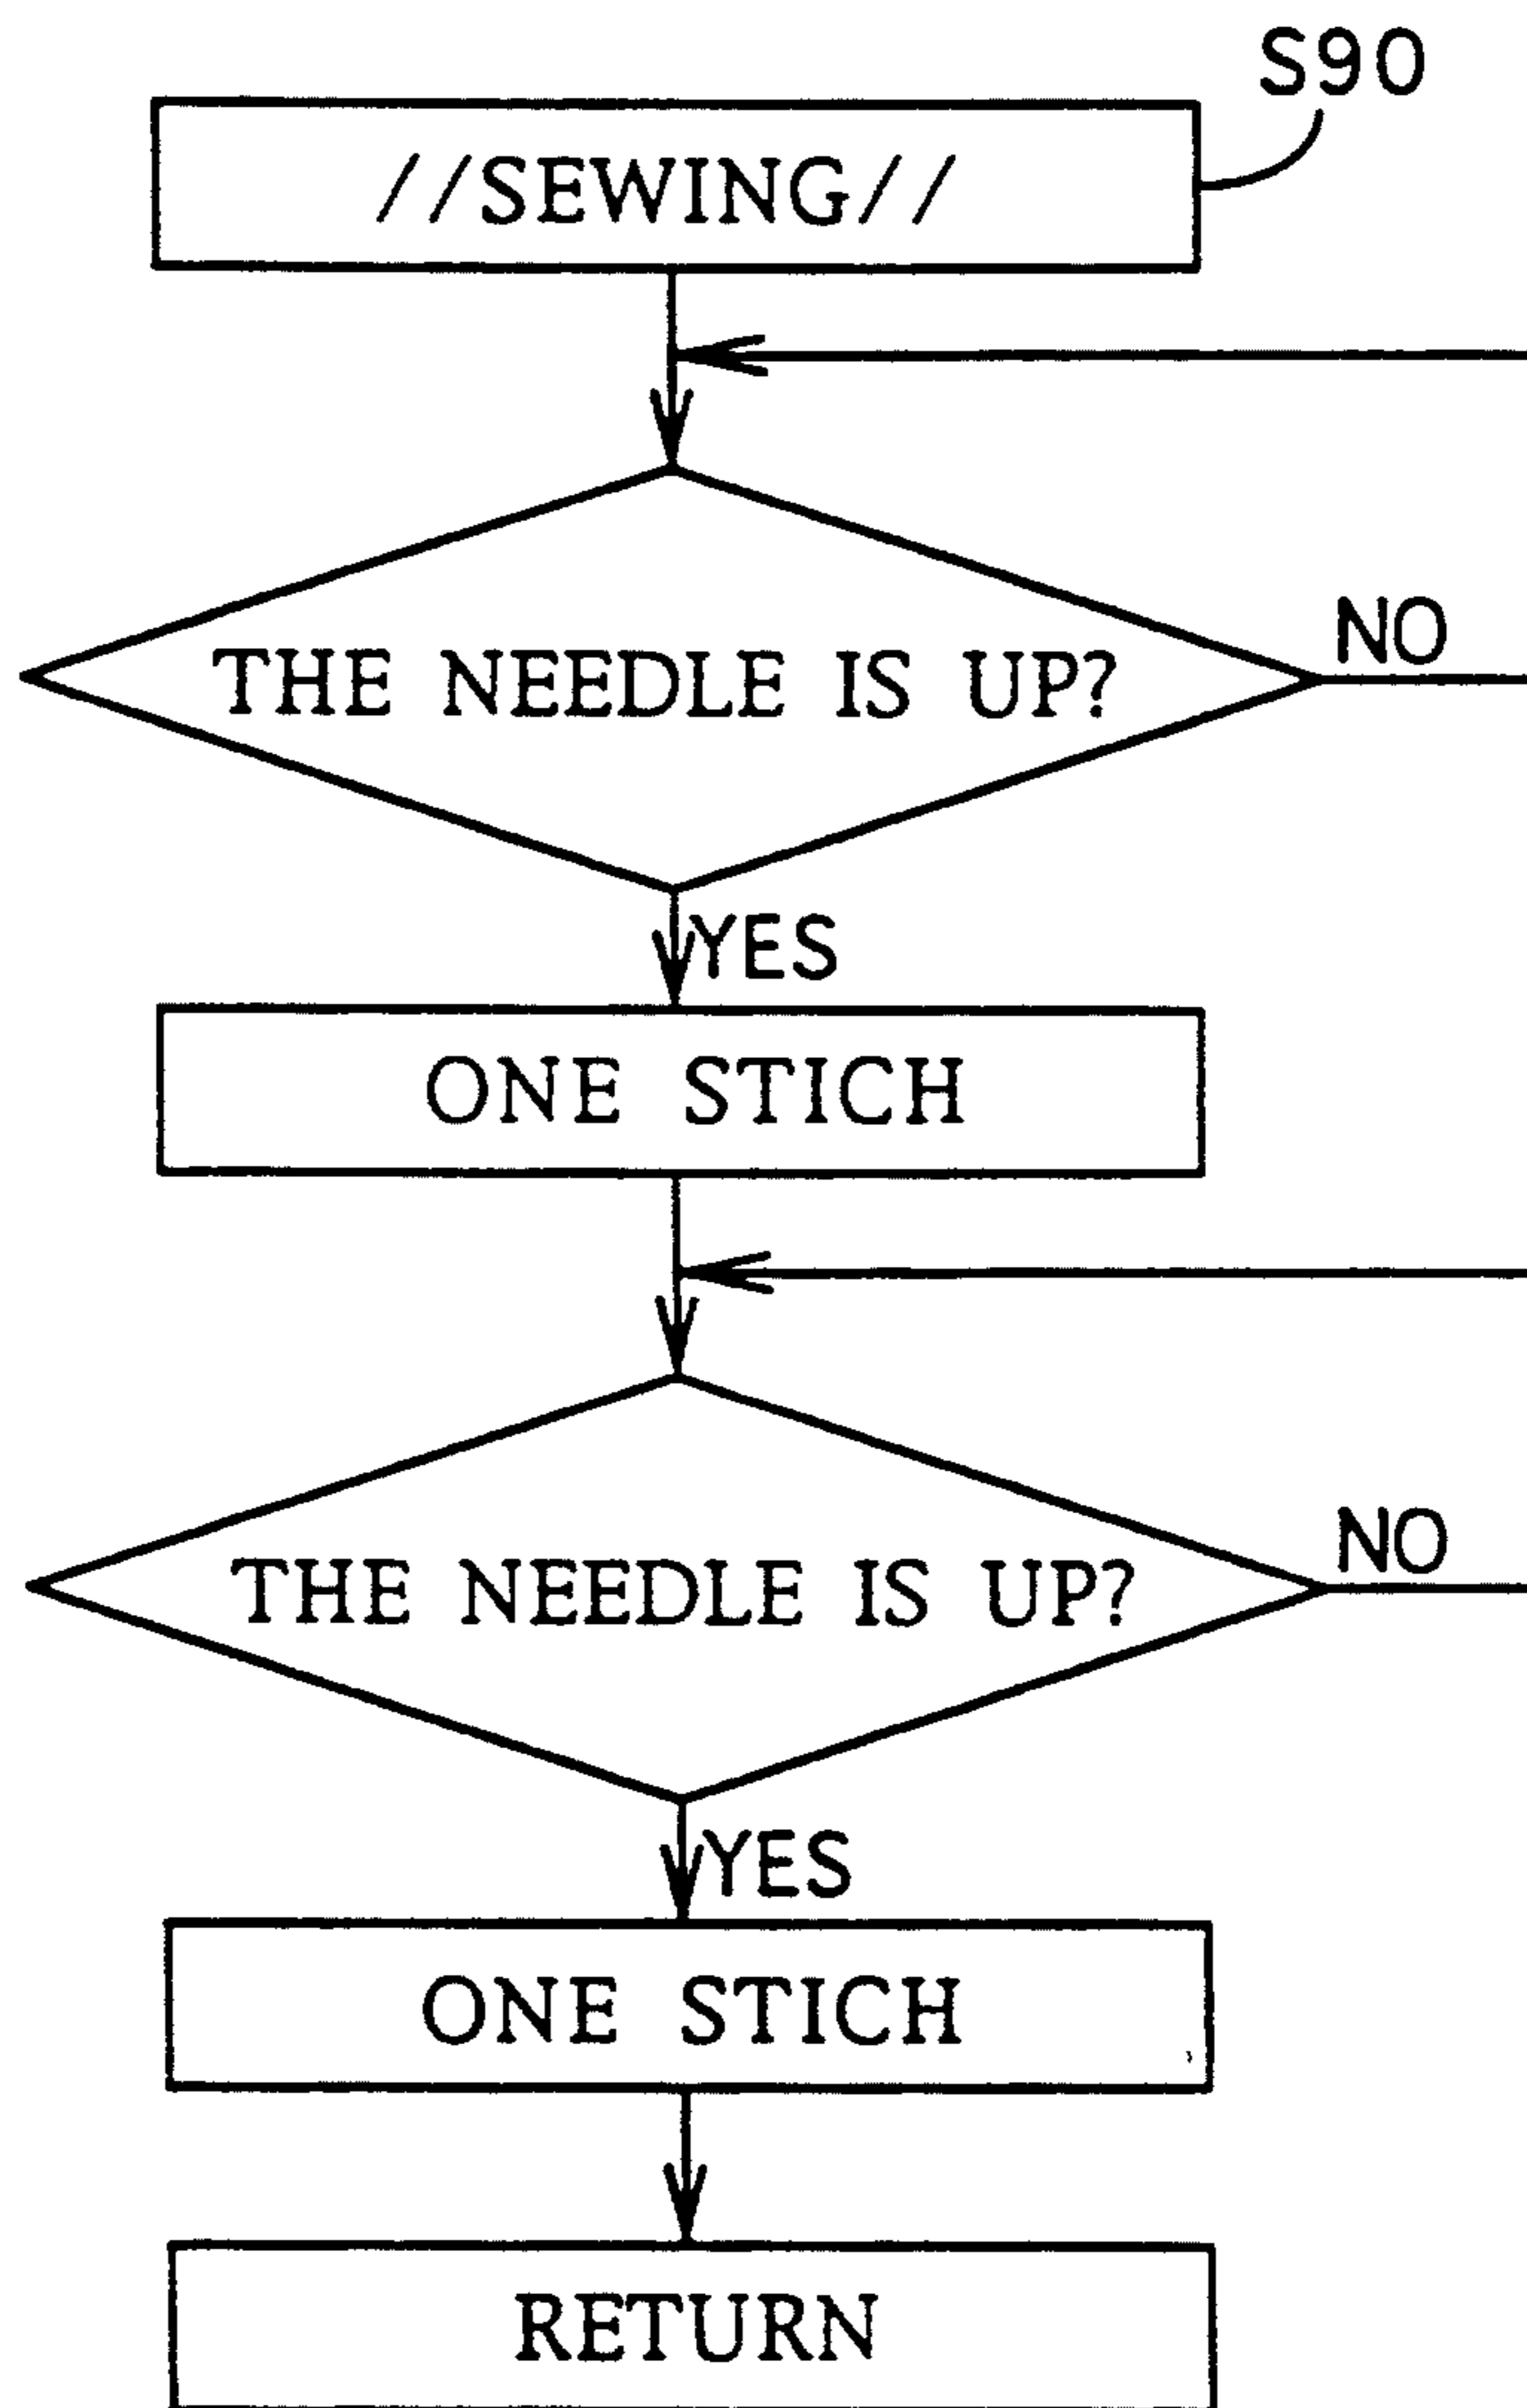 S90
//SEWING//
THE NEEDLE IS UP?
NO
YES
ONE STICH
THE NEEDLE IS UP?
NO
YES
ONE STICH
RETURN